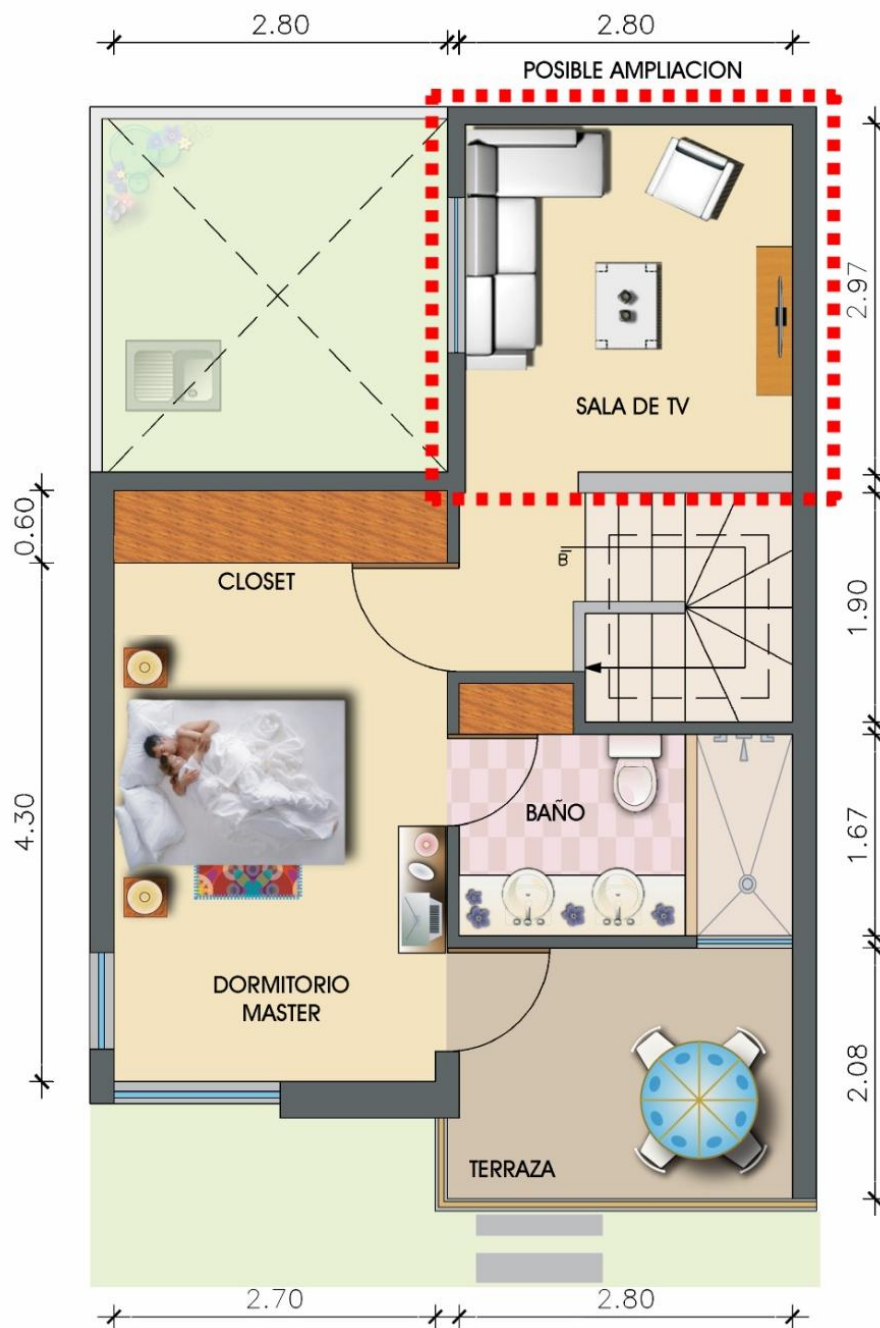 2.80
2.80
POSIBLE AMPLIACION
2.97
SALA DE TV
0.60
CLOSET
B
1.90
4.30
BAÑO
1.67
DORMITORIO
MASTER
2.08
TERRAZA
2.70
2.80